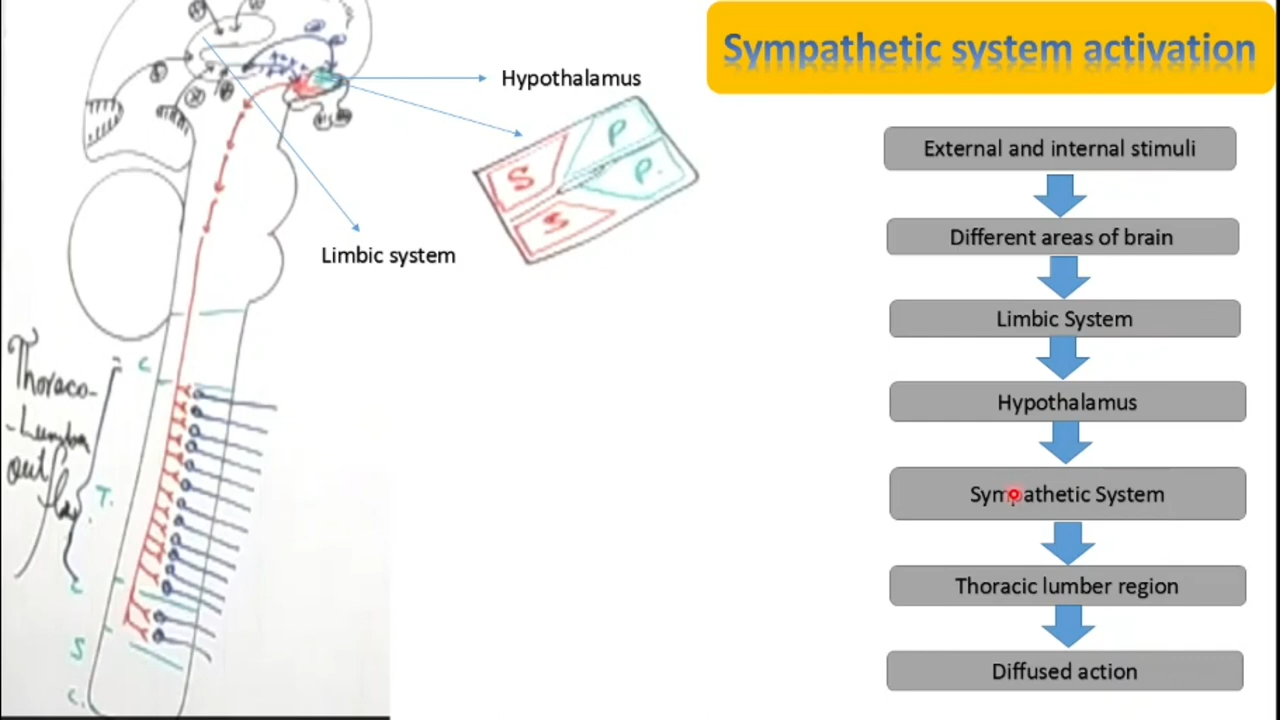 Sympathetic system activation
Hypothalamus
Limbic system
S
P
P.
S
Thoraco-
-Lumbar
outflow
C
T.
L
S
C.
External and internal stimuli
Different areas of brain
Limbic System
Hypothalamus
Sympathetic System
Thoracic lumber region
Diffused action